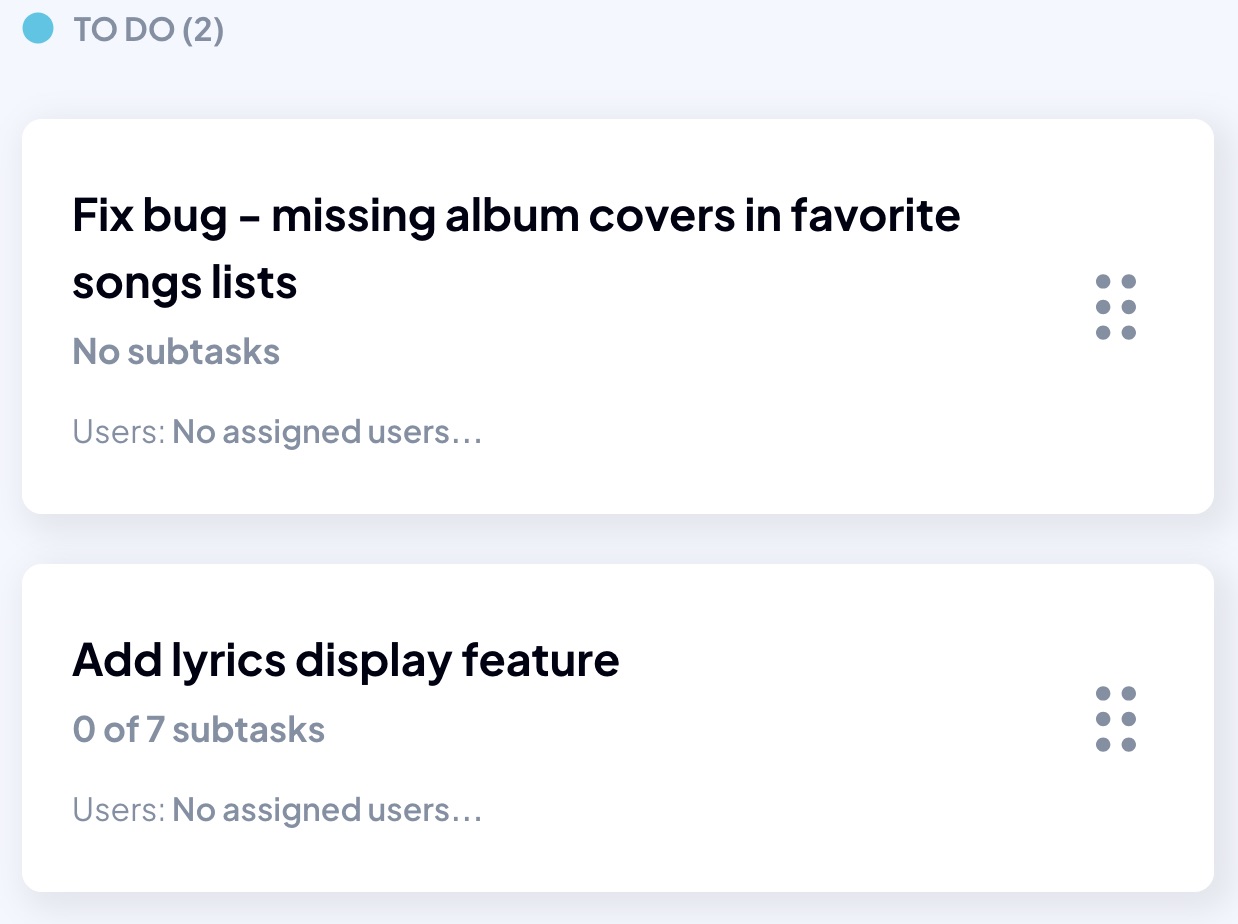 TO DO (2)
Fix bug – missing album covers in favorite
songs lists
No subtasks
Users: No assigned users...
Add lyrics display feature
0 of 7 subtasks
Users: No assigned users...